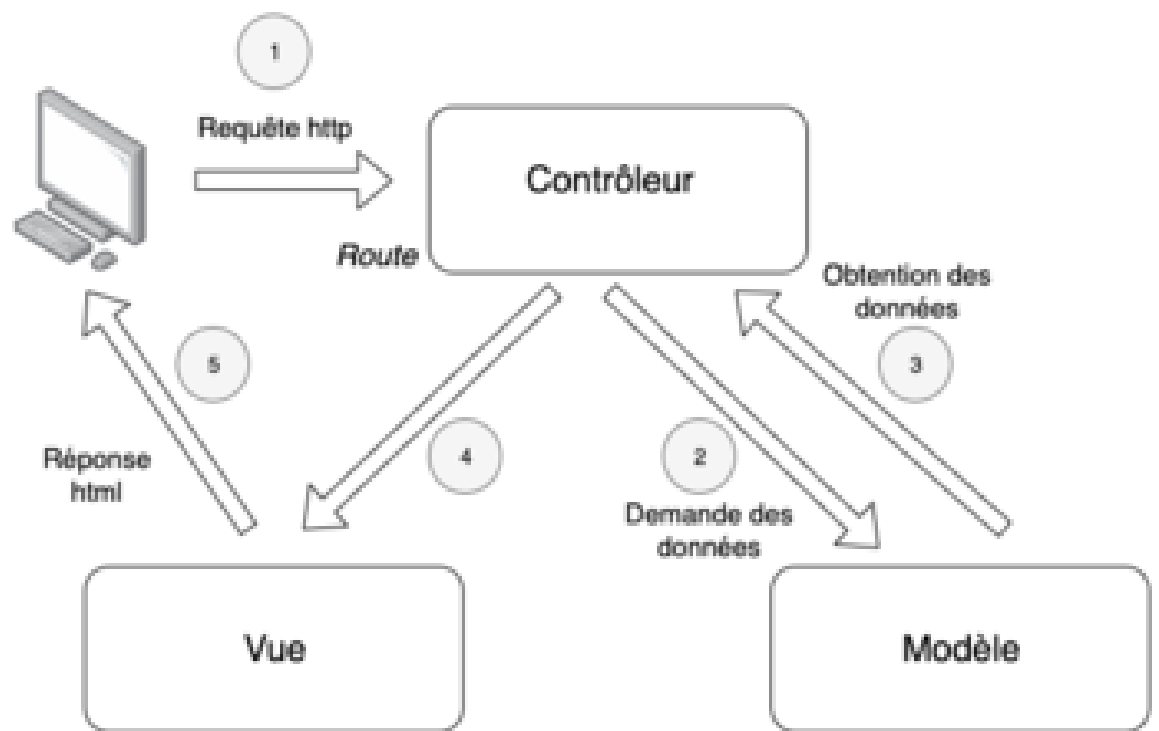 1
Requête http
Contrôleur
Route
Obtention des
données
3
5
4
2
Réponse
html
Demande des
données
Vue
Modèle